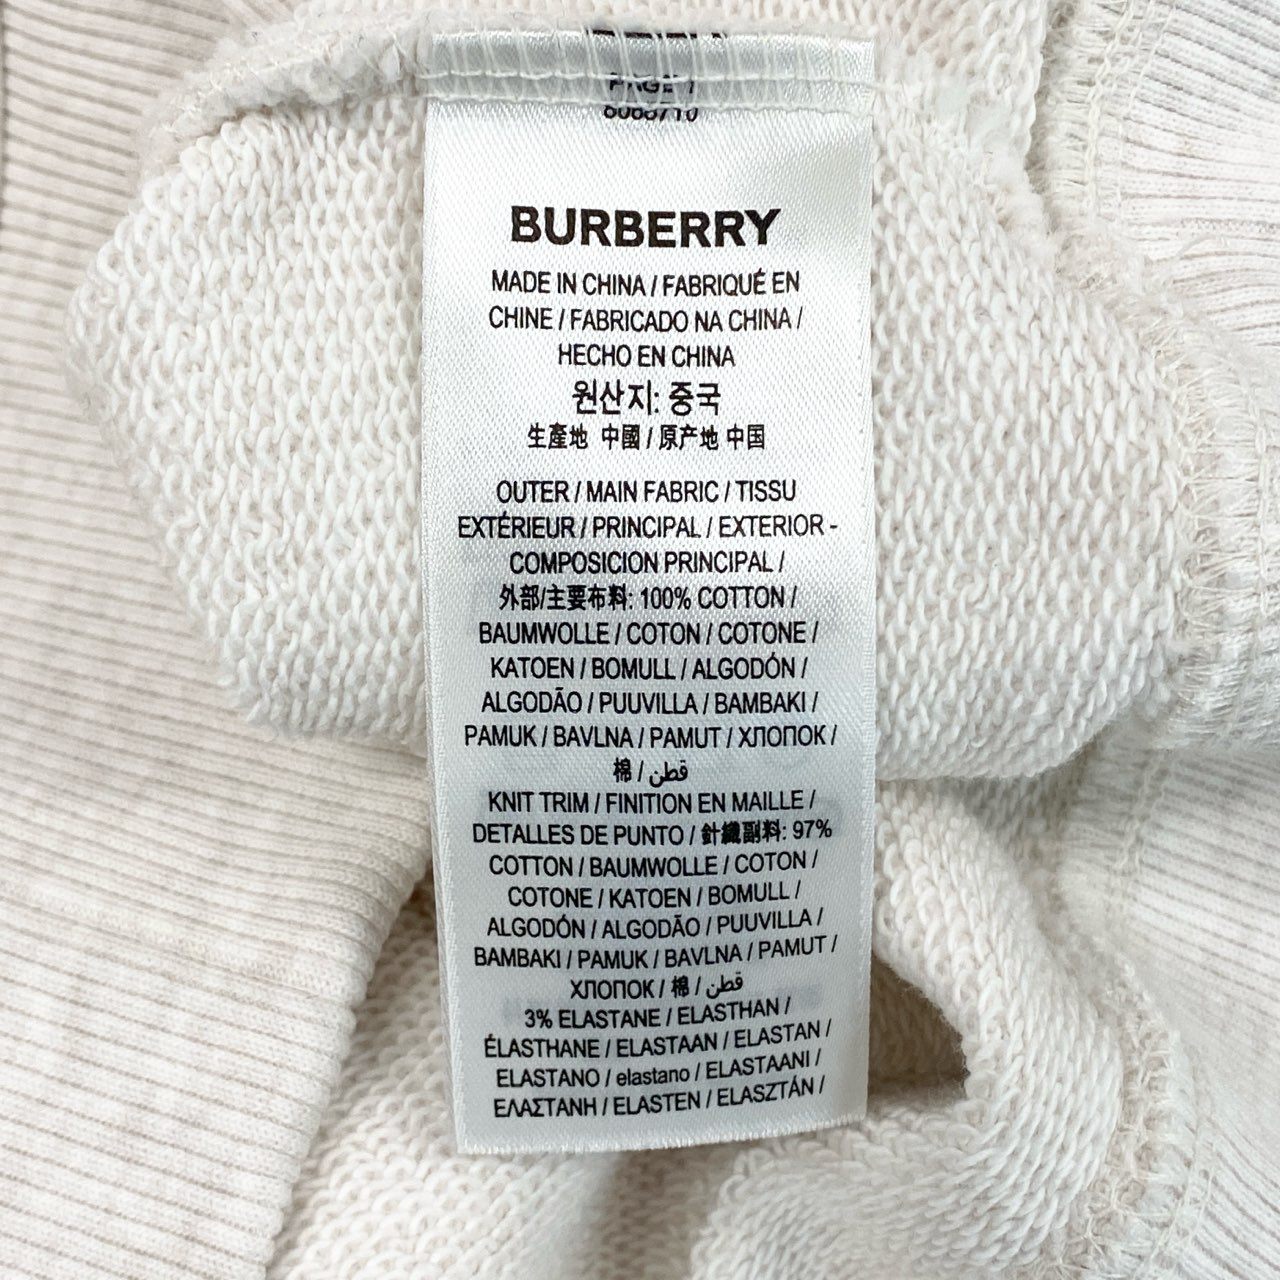 PAGE 1
8068710
BURBERRY
MADE IN CHINA / FABRIQUÉ EN
CHINE / FABRICADO NA CHINA /
HECHO EN CHINA
원산지: 중국
生產地 中國 / 原产地 中国
OUTER / MAIN FABRIC / TISSU
EXTÉRIEUR / PRINCIPAL / EXTERIOR -
COMPOSICION PRINCIPAL /
外部/主要布料: 100% COTTON /
BAUMWOLLE / COTON / COTONE /
KATOEN / BOMULL / ALGODÓN /
ALGODÃO / PUUVILLA / BAMBAKI /
PAMUK / BAVLNA / PAMUT / ХЛОПОК /
棉 / قطن
KNIT TRIM / FINITION EN MAILLE /
DETALLES DE PUNTO / 針織副料: 97%
COTTON / BAUMWOLLE / COTON /
COTONE / KATOEN / BOMULL /
ALGODÓN / ALGODÃO / PUUVILLA /
BAMBAKI / PAMUK / BAVLNA / PAMUT /
ХЛОПОК / 棉 / قطن
3% ELASTANE / ELASTHAN /
ÉLASTHANE / ELASTAAN / ELASTAN /
ELASTANO / elastano / ELASTAANI /
ΕΛΑΣΤΑΝΗ / ELASTEN / ELASZTÁN /